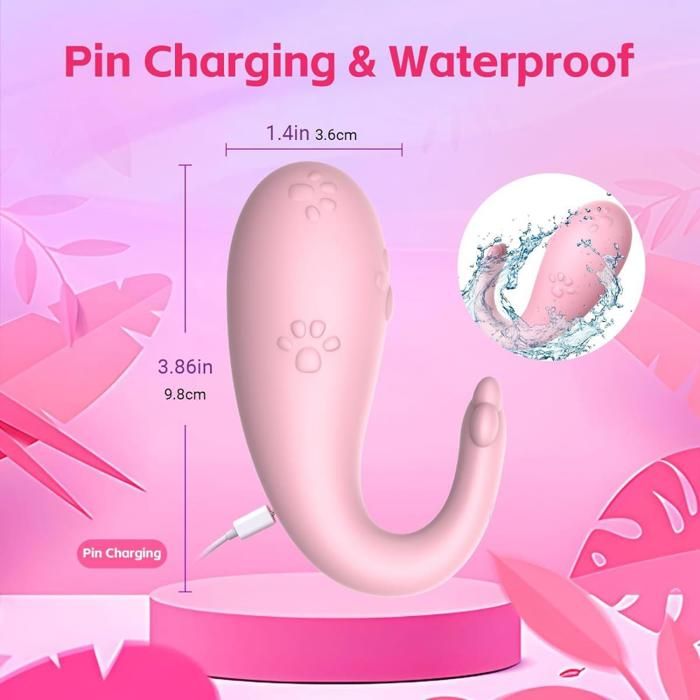 Pin Charging & Waterproof
1.4in 3.6cm
3.86in
9.8cm
Pin Charging